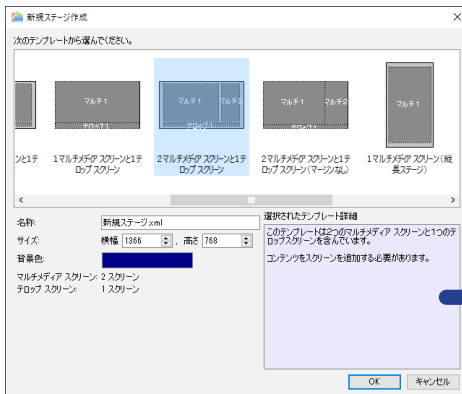 新規ステージ作成
次のテンプレートから選んでください。
マルチ1
マルチ1
マルチ2
テロップ1
マルチ1
マルチ2
テロップ1
マルチ1
ンと1テ
1マルチメディア スクリーンと1テ
ロップ スクリーン
2マルチメディア スクリーンと1テ
ロップ スクリーン
2マルチメディア スクリーンと1テ
ロップ スクリーン(マージンなし)
1マルチメディア スクリーン(縦
長ステージ)
名称: 新規ステージ.xml
サイズ: 横幅 1366 , 高さ 768
背景色:
マルチメディア スクリーン: 2 スクリーン
テロップ スクリーン: 1 スクリーン
選択されたテンプレート詳細
このテンプレートは2つのマルチメディア スクリーンと1つのテ
ロップスクリーンを含んでいます。
コンテンツをスクリーンを追加する必要があります。
OK キャンセル